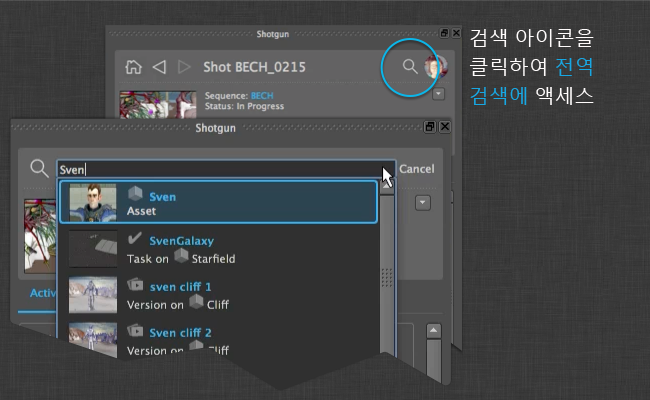 Shotgun
Shot BECH_0215
Sequence: BECH
Status: In Progress
검색 아이콘을
클릭하여 전역
검색에 액세스
Shotgun
Sven
Cancel
Sven
Asset
SvenGalaxy
Task on Starfield
Activ
sven cliff 1
Version on Cliff
Sven cliff 2
Version on Cliff